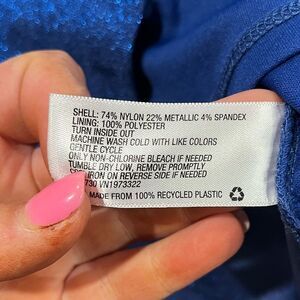 SHELL: 74% NYLON 22% METALLIC 4% SPANDEX
LINING: 100% POLYESTER
TURN INSIDE OUT
MACHINE WASH COLD WITH LIKE COLORS
GENTLE CYCLE
ONLY NON-CHLORINE BLEACH IF NEEDED
TUMBLE DRY LOW, REMOVE PROMPTLY
IRON ON REVERSE SIDE IF NEEDED
730 VN1973322
MADE FROM 100% RECYCLED PLASTIC